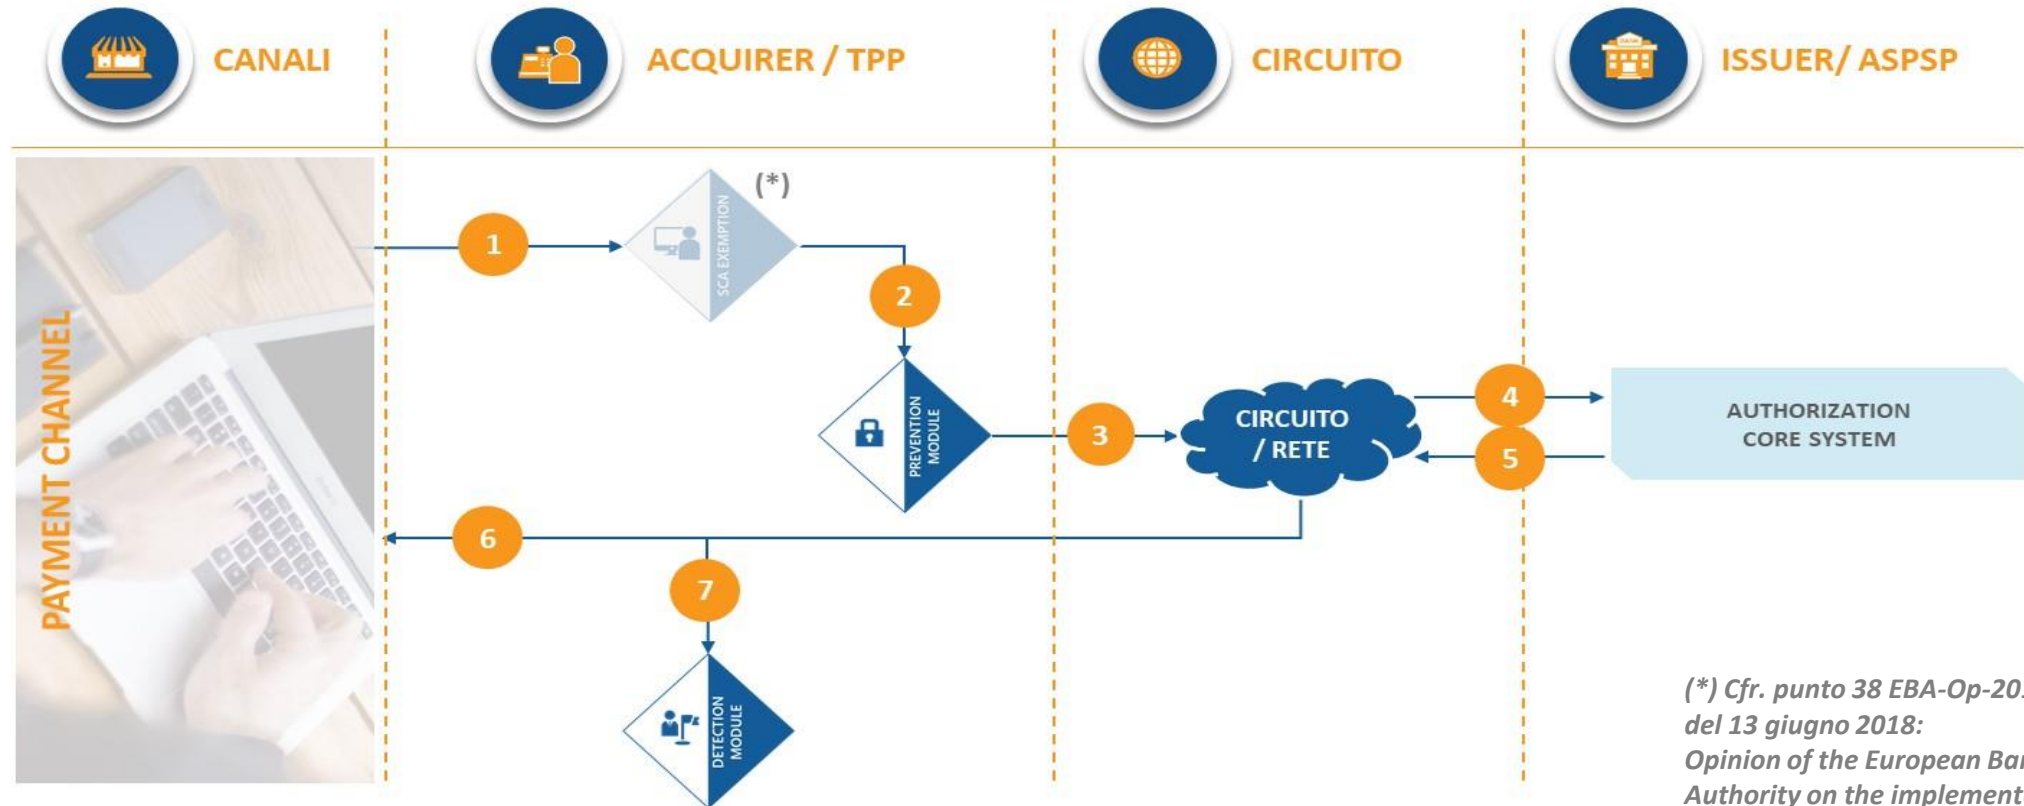 CANALI
ACQUIRER / TPP
CIRCUITO
ISSUER/ ASPSP
(*)
1
SCA EXEMPTION
2
PAYMENT CHANNEL
PREVENTION
MODULE
3
CIRCUITO
/ RETE
4
5
AUTHORIZATION
CORE SYSTEM
6
7
DETECTION
MODULE
(*) Cfr. punto 38 EBA-Op-20
del 13 giugno 2018:
Opinion of the European
Authority on the